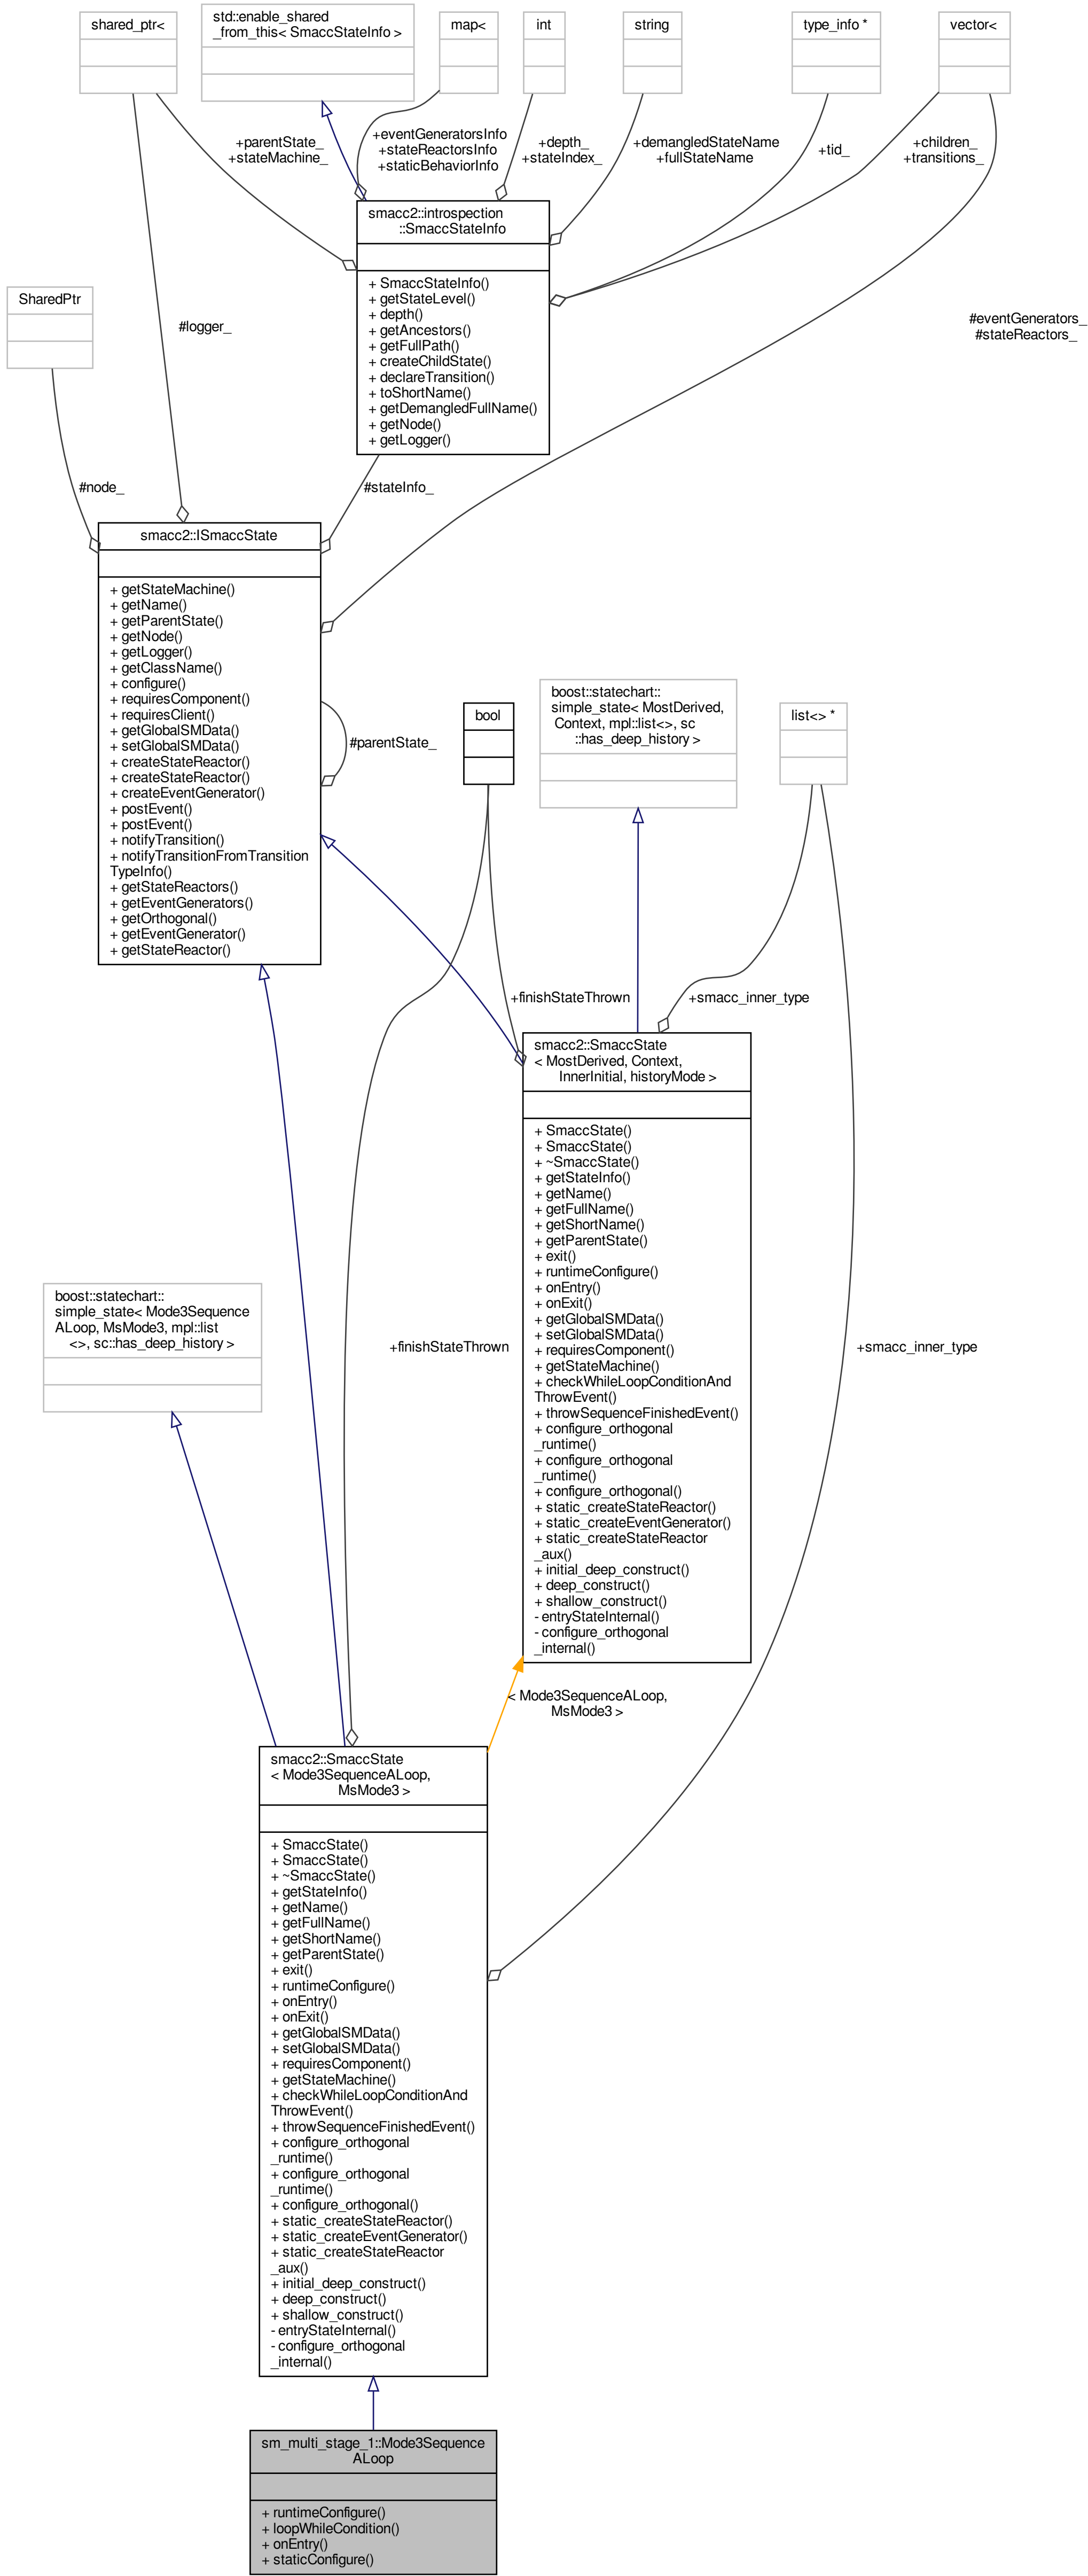 shared_ptr<
std::enable_shared
_from_this< SmaccStateInfo >
map<
int
string
type_info *
vector<
+parentState_
+stateMachine_
+eventGeneratorsInfo
+stateReactorsInfo
+staticBehaviorInfo
+depth_
+stateIndex_
+demangledStateName
+fullStateName
+tid_
+children_
+transitions_
smacc2::introspection
::SmaccStateInfo
+ SmaccStateInfo()
+ getStateLevel()
+ depth()
+ getAncestors()
+ getFullPath()
+ createChildState()
+ declareTransition()
+ toShortName()
+ getDemangledFullName()
+ getNode()
+ getLogger()
SharedPtr
#logger_
#eventGenerators_
#stateReactors_
#node_
#stateInfo_
smacc2::ISmaccState
+ getStateMachine()
+ getName()
+ getParentState()
+ getNode()
+ getLogger()
+ getClassName()
+ configure()
+ requiresComponent()
+ requiresClient()
+ getGlobalSMData()
+ setGlobalSMData()
+ createStateReactor()
+ createStateReactor()
+ createEventGenerator()
+ postEvent()
+ postEvent()
+ notifyTransition()
+ notifyTransitionFromTransition
TypeInfo()
+ getStateReactors()
+ getEventGenerators()
+ getOrthogonal()
+ getEventGenerator()
+ getStateReactor()
#parentState_
bool
boost::statechart::
simple_state< MostDerived,
Context, mpl::list<>, sc
::has_deep_history >
list<> *
+finishStateThrown
+smacc_inner_type
smacc2::SmaccState
< MostDerived, Context,
InnerInitial, historyMode >
+ SmaccState()
+ SmaccState()
+ ~SmaccState()
+ getStateInfo()
+ getName()
+ getFullName()
+ getShortName()
+ getParentState()
+ exit()
+ runtimeConfigure()
+ onEntry()
+ onExit()
+ getGlobalSMData()
+ setGlobalSMData()
+ requiresComponent()
+ getStateMachine()
+ checkWhileLoopConditionAnd
ThrowEvent()
+ throwSequenceFinishedEvent()
+ configure_orthogonal
_runtime()
+ configure_orthogonal
_runtime()
+ configure_orthogonal()
+ static_createStateReactor()
+ static_createEventGenerator()
+ static_createStateReactor
_aux()
+ initial_deep_construct()
+ deep_construct()
+ shallow_construct()
- entryStateInternal()
- configure_orthogonal
_internal()
boost::statechart::
simple_state< Mode3Sequence
ALoop, MsMode3, mpl::list
<>, sc::has_deep_history >
+finishStateThrown
+smacc_inner_type
< Mode3SequenceALoop,
MsMode3 >
smacc2::SmaccState
< Mode3SequenceALoop,
MsMode3 >
+ SmaccState()
+ SmaccState()
+ ~SmaccState()
+ getStateInfo()
+ getName()
+ getFullName()
+ getShortName()
+ getParentState()
+ exit()
+ runtimeConfigure()
+ onEntry()
+ onExit()
+ getGlobalSMData()
+ setGlobalSMData()
+ requiresComponent()
+ getStateMachine()
+ checkWhileLoopConditionAnd
ThrowEvent()
+ throwSequenceFinishedEvent()
+ configure_orthogonal
_runtime()
+ configure_orthogonal
_runtime()
+ configure_orthogonal()
+ static_createStateReactor()
+ static_createEventGenerator()
+ static_createStateReactor
_aux()
+ initial_deep_construct()
+ deep_construct()
+ shallow_construct()
- entryStateInternal()
- configure_orthogonal
_internal()
sm_multi_stage_1::Mode3Sequence
ALoop
+ runtimeConfigure()
+ loopWhileCondition()
+ onEntry()
+ staticConfigure()